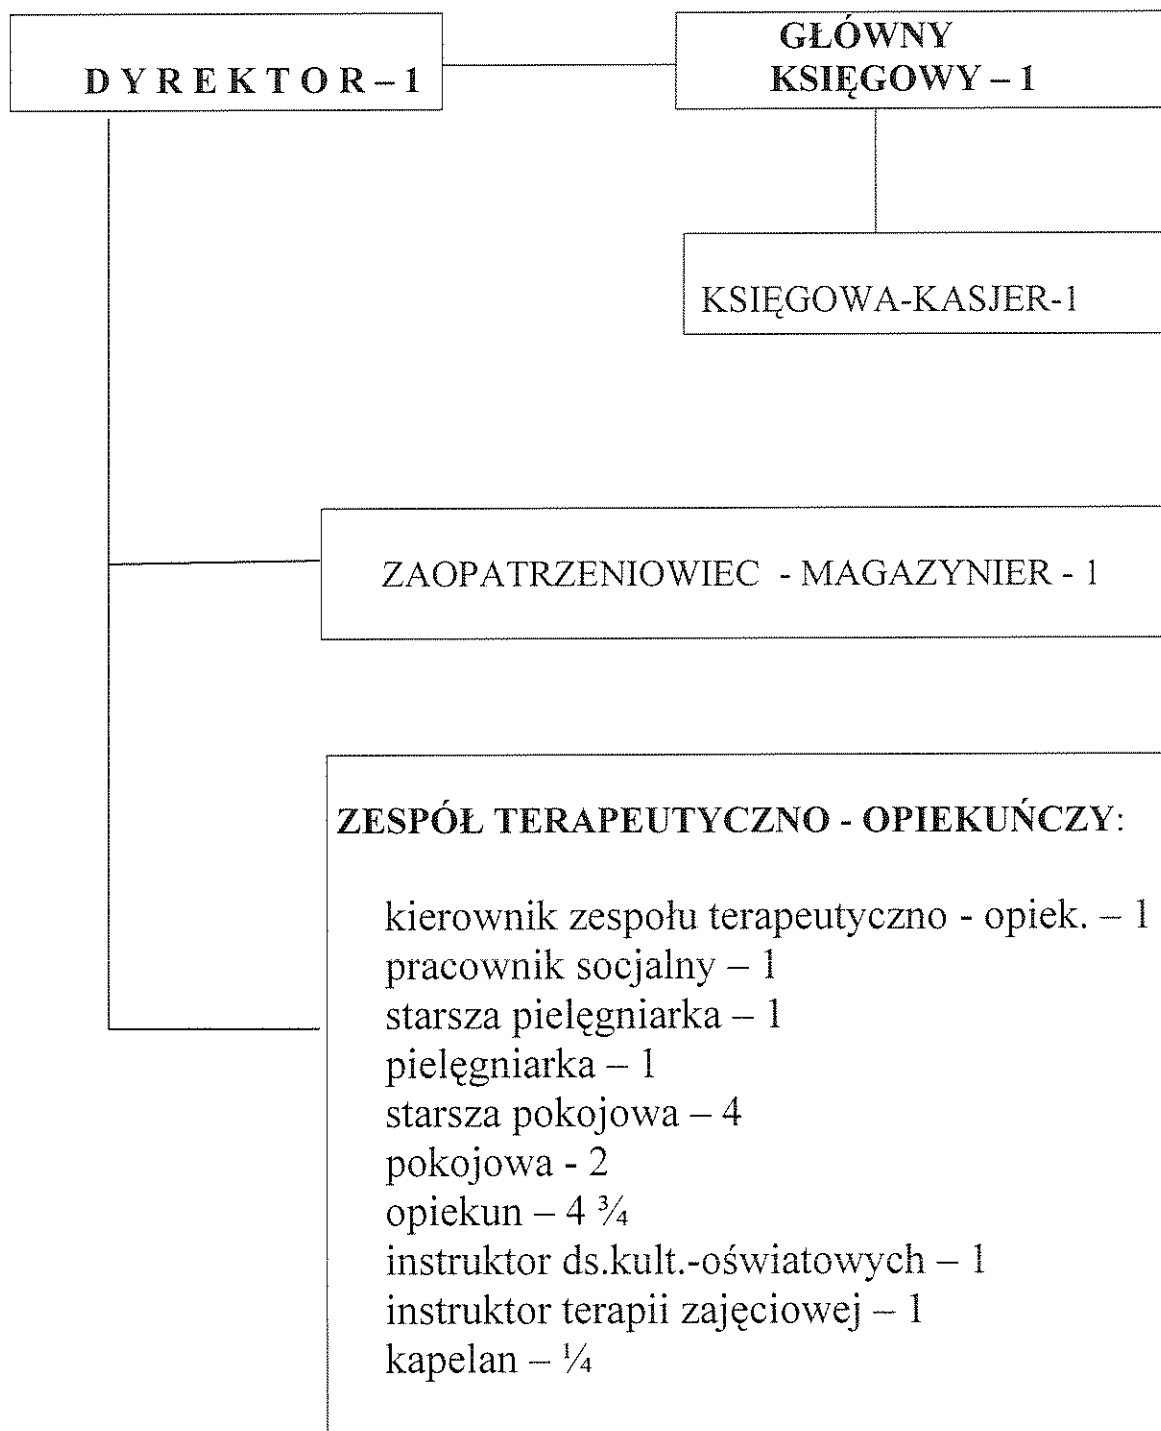 D Y R E K T O R – 1
GŁÓWNY
KSIĘGOWY – 1
KSIĘGOWA-KASJER-1
ZAOPATRZENIOWIEC - MAGAZYNIER - 1
ZESPÓŁ TERAPEUTYCZNO - OPIEKUŃCZY:
kierownik zespołu terapeutyczno - opiek. – 1
pracownik socjalny – 1
starsza pielęgniarka – 1
pielęgniarka – 1
starsza pokojowa – 4
pokojowa - 2
opiekun – 4 ¾
instruktor ds.kult.-oświatowych – 1
instruktor terapii zajęciowej – 1
kapelan – ¼